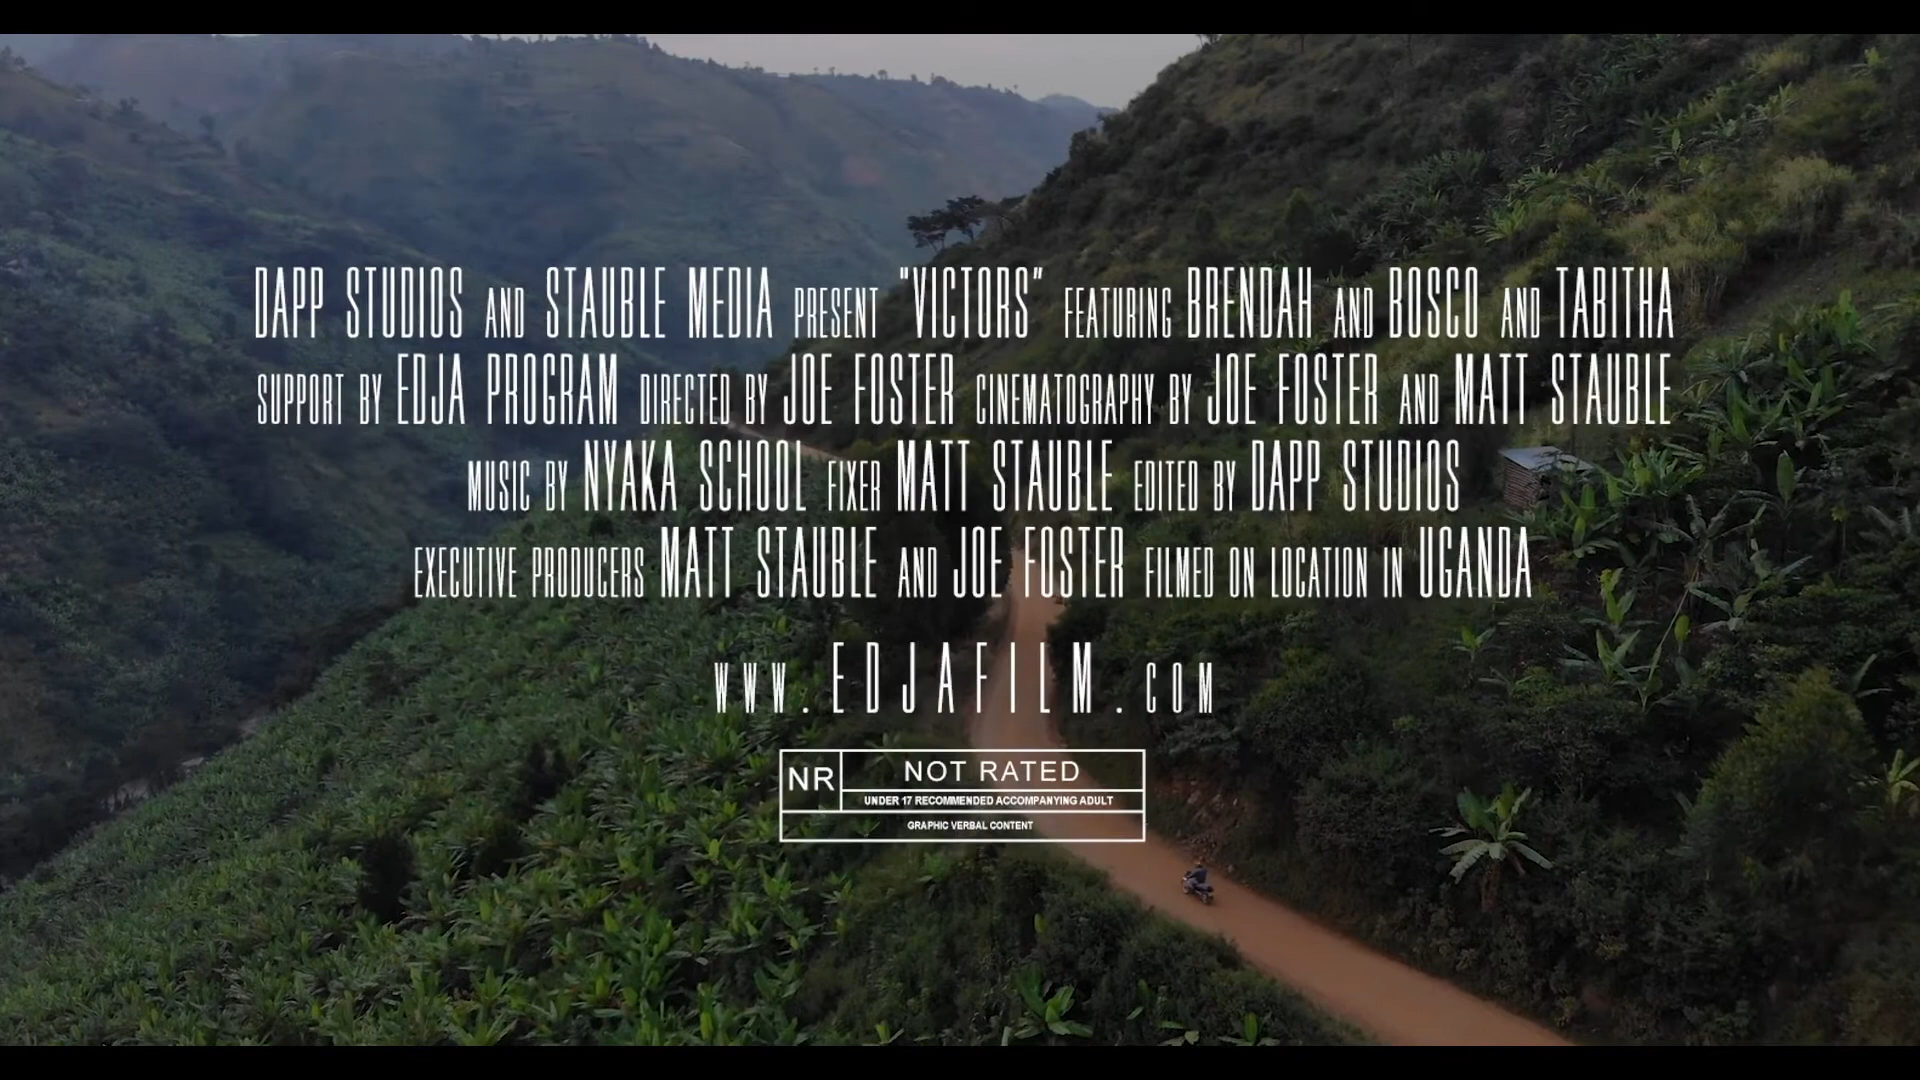 DAPP STUDIOS AND STAUBLE MEDIA PRESENT "VICTORS" FEATURING BRENDAH AND BOSCO AND TABITHA
SUPPORT BY EDJA PROGRAM DIRECTED BY JOE FOSTER CINEMATOGRAPHY BY JOE FOSTER AND MATT STAUBLE
MUSIC BY NYAKA SCHOOL FIXER MATT STAUBLE EDITED BY DAPP STUDIOS
EXECUTIVE PRODUCERS MATT STAUBLE AND JOE FOSTER FILMED ON LOCATION IN UGANDA
WWW.EDJAFILM.COM
NR NOT RATED
UNDER 17 RECOMMENDED ACCOMPANYING ADULT
GRAPHIC VERBAL CONTENT